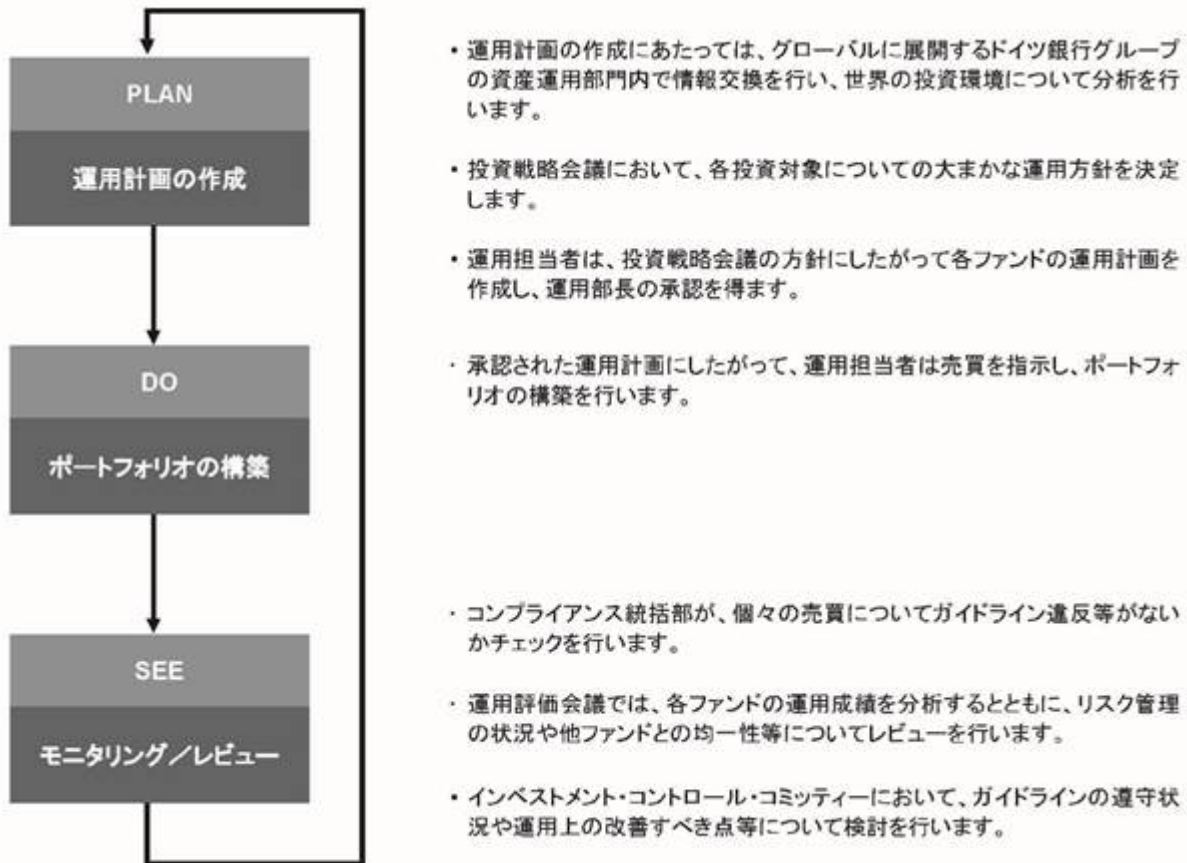 PLAN
運用計画の作成
・運用計画の作成にあたっては、グローバルに展開するドイツ銀行グループ
の資産運用部門内で情報交換を行い、世界の投資環境について分析を行
います。
・投資戦略会議において、各投資対象についての大まかな運用方針を決定
します。
・運用担当者は、投資戦略会議の方針にしたがって各ファンドの運用計画を
作成し、運用部長の承認を得ます。
DO
ポートフォリオの構築
・承認された運用計画にしたがって、運用担当者は売買を指示し、ポートフォ
リオの構築を行います。
SEE
モニタリング／レビュー
・コンプライアンス統括部が、個々の売買についてガイドライン違反等がない
かチェックを行います。
・運用評価会議では、各ファンドの運用成績を分析するとともに、リスク管理
の状況や他ファンドとの均一性等についてレビューを行います。
・インベストメント・コントロール・コミッティーにおいて、ガイドラインの遵守状
況や運用上の改善すべき点等について検討を行います。